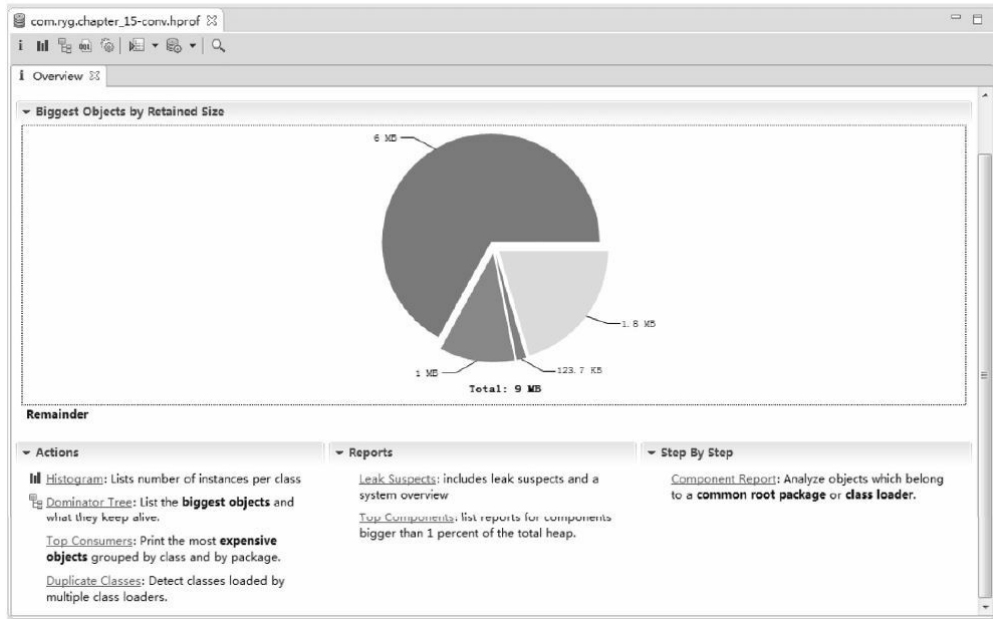 com.ryg.chapter_15-conv.hprof
i Overview
Biggest Objects by Retained Size
6 MB
1.8 MB
1 MB
123.7 KB
Total: 9 MB
Remainder
Actions
Histogram: Lists number of instances per class
Dominator Tree: List the biggest objects and
what they keep alive.
Top Consumers: Print the most expensive
objects grouped by class and by package.
Duplicate Classes: Detect classes loaded by
multiple class loaders.
Reports
Leak Suspects: includes leak suspects and a
system overview
Top Components: list reports for components
bigger than 1 percent of the total heap.
Step By Step
Component Report: Analyze objects which belong
to a common root package or class loader.